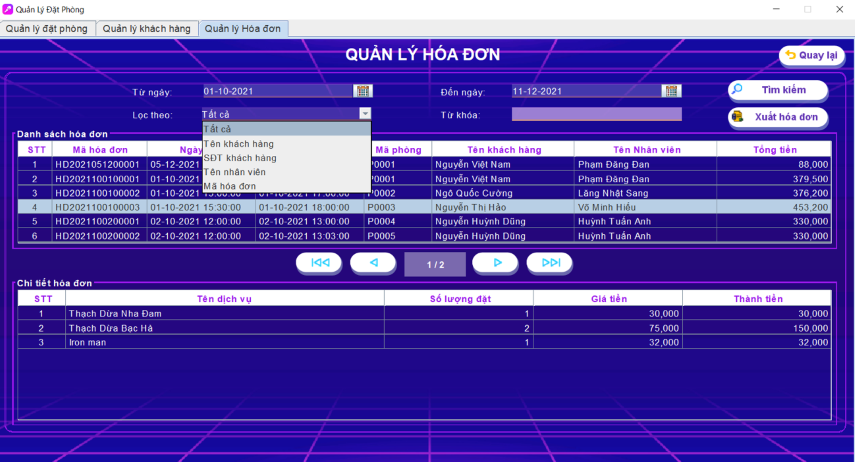 Quản Lý Đặt Phòng
Quản lý đặt phòng Quản lý khách hàng Quản lý Hóa đơn
QUẢN LÝ HÓA ĐƠN
Quay lại
Từ ngày: 01-10-2021 Đến ngày: 11-12-2021 Tìm kiếm
Lọc theo: Tất cả Từ khóa: Xuất hóa đơn
Tất cả
Tên khách hàng
SĐT khách hàng
Tên nhân viên
Mã hóa đơn
Danh sách hóa đơn
STT Mã hóa đơn Mã phòng Tên khách hàng Tên Nhân viên Tổng tiền
1 HD2021051200001 05-12-2021 P0001 Nguyễn Việt Nam Phạm Đăng Đan 88,000
2 HD2021100100001 01-10-2021 P0001 Nguyễn Việt Nam Phạm Đăng Đan 379,500
3 HD2021100100002 01-10-2021 P0002 Ngô Quốc Cường Lăng Nhật Sang 376,200
4 HD2021100100003 01-10-2021 15:30:00 01-10-2021 18:00:00 P0003 Nguyễn Thị Hảo Võ Minh Hiếu 453,200
5 HD2021100200001 02-10-2021 12:00:00 02-10-2021 13:00:00 P0004 Nguyễn Huỳnh Dũng Huỳnh Tuấn Anh 330,000
6 HD2021100200002 02-10-2021 12:00:00 02-10-2021 13:03:00 P0005 Nguyễn Huỳnh Dũng Huỳnh Tuấn Anh 330,000
1 / 2
Chi tiết hóa đơn
STT Tên dịch vụ Số lượng đặt Giá tiền Thành tiền
1 Thạch Dừa Nha Đam 1 30,000 30,000
2 Thạch Dừa Bạc Hà 2 75,000 150,000
3 Iron man 1 32,000 32,000